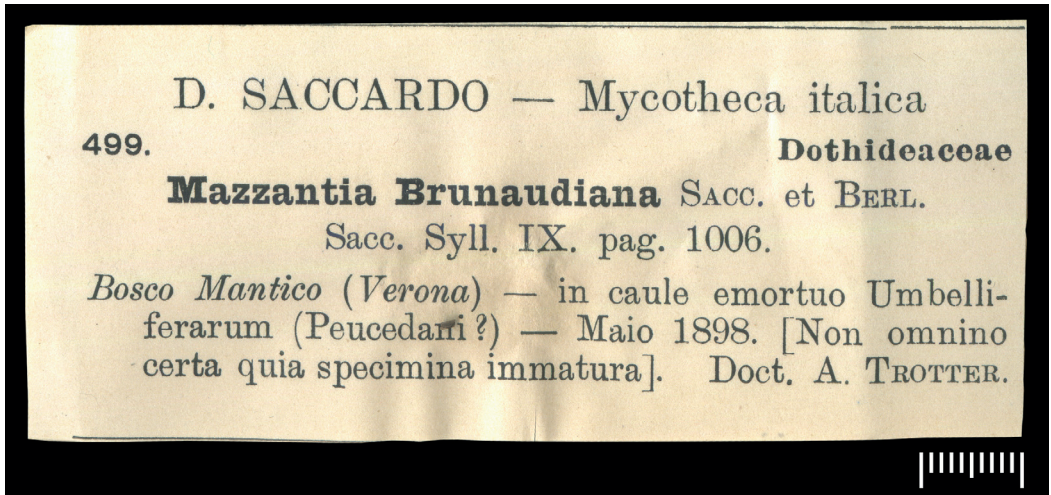 D. SACCARDO — Mycotheca italica
499.
Dothideaceae
Mazzantia Brunaudiana SACC. et BERL.
Sacc. Syll. IX. pag. 1006.
Bosco Mantico (Verona) — in caule emortuo Umbelli-
ferarum (Peucedani?) — Maio 1898. [Non omnino
certa quia specimina immatura]. Doct. A. TROTTER.